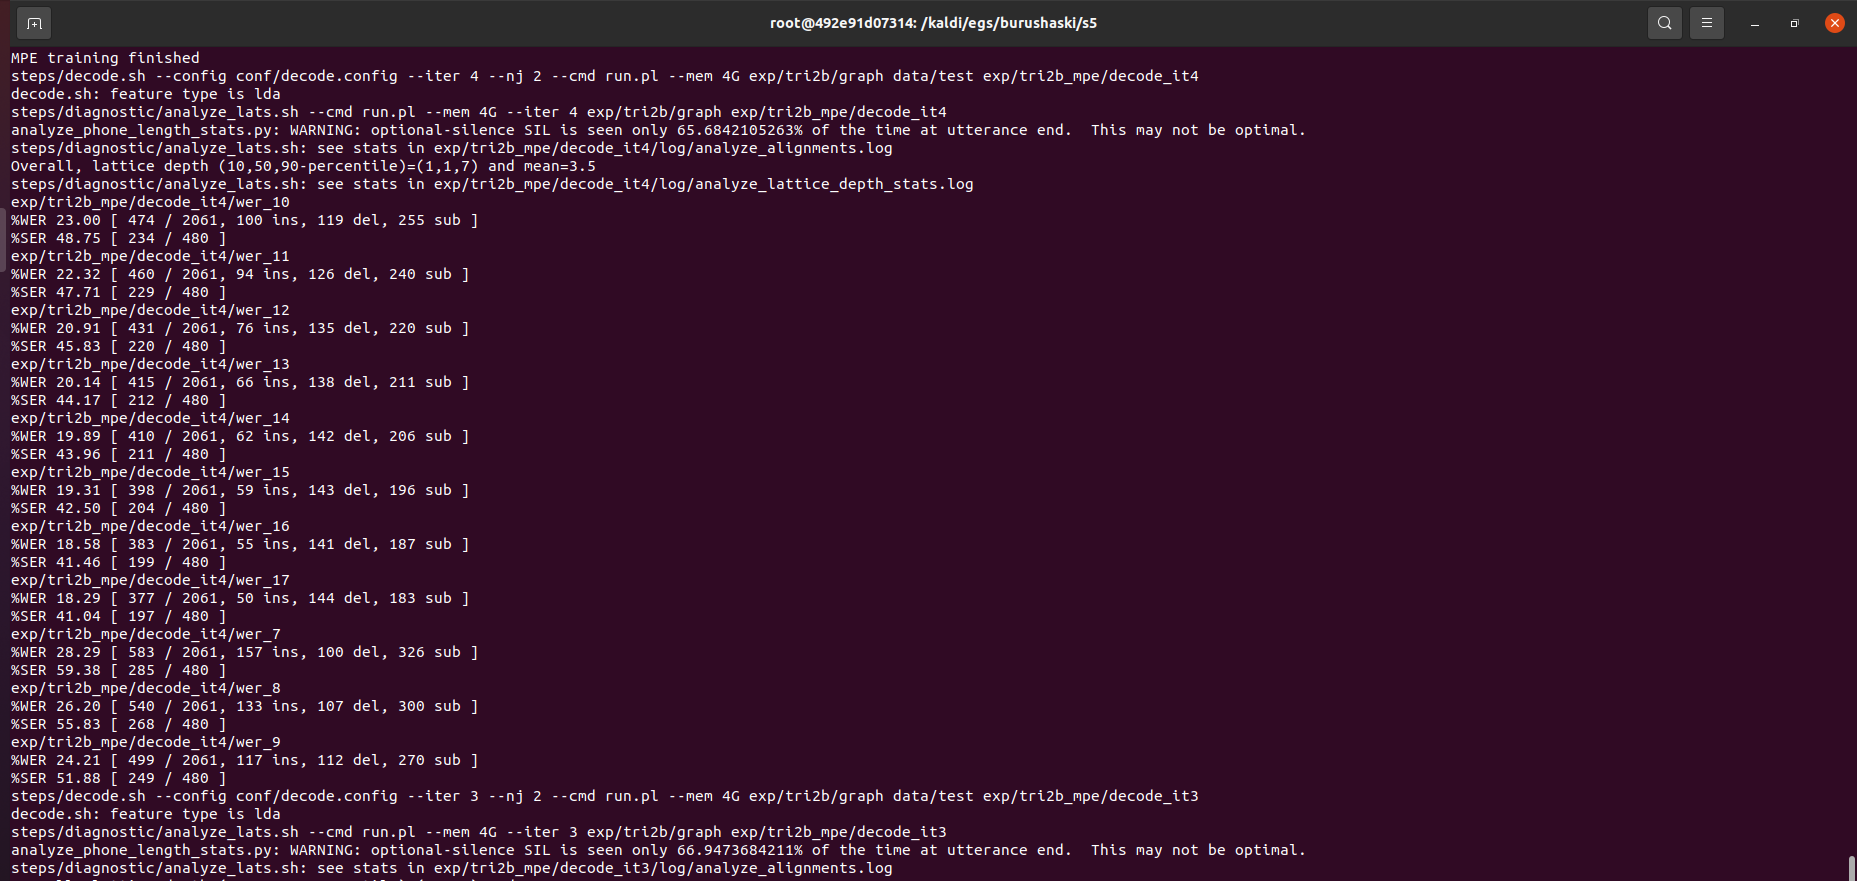 root@492e91d07314: /kaldi/egs/burushaski/s5
MPE training finished
steps/decode.sh --config conf/decode.config --iter 4 --nj 2 --cmd run.pl --mem 4G exp/tri2b/graph data/test exp/tri2b_mpe/decode_it4
decode.sh: feature type is lda
steps/diagnostic/analyze_lats.sh --cmd run.pl --mem 4G --iter 4 exp/tri2b/graph exp/tri2b_mpe/decode_it4
analyze_phone_length_stats.py: WARNING: optional-silence SIL is seen only 65.6842105263% of the time at utterance end.  This may not be optimal.
steps/diagnostic/analyze_lats.sh: see stats in exp/tri2b_mpe/decode_it4/log/analyze_alignments.log
Overall, lattice depth (10,50,90-percentile)=(1,1,7) and mean=3.5
steps/diagnostic/analyze_lats.sh: see stats in exp/tri2b_mpe/decode_it4/log/analyze_lattice_depth_stats.log
exp/tri2b_mpe/decode_it4/wer_10
%WER 23.00 [ 474 / 2061, 100 ins, 119 del, 255 sub ]
%SER 48.75 [ 234 / 480 ]
exp/tri2b_mpe/decode_it4/wer_11
%WER 22.32 [ 460 / 2061, 94 ins, 126 del, 240 sub ]
%SER 47.71 [ 229 / 480 ]
exp/tri2b_mpe/decode_it4/wer_12
%WER 20.91 [ 431 / 2061, 76 ins, 135 del, 220 sub ]
%SER 45.83 [ 220 / 480 ]
exp/tri2b_mpe/decode_it4/wer_13
%WER 20.14 [ 415 / 2061, 66 ins, 138 del, 211 sub ]
%SER 44.17 [ 212 / 480 ]
exp/tri2b_mpe/decode_it4/wer_14
%WER 19.89 [ 410 / 2061, 62 ins, 142 del, 206 sub ]
%SER 43.96 [ 211 / 480 ]
exp/tri2b_mpe/decode_it4/wer_15
%WER 19.31 [ 398 / 2061, 59 ins, 143 del, 196 sub ]
%SER 42.50 [ 204 / 480 ]
exp/tri2b_mpe/decode_it4/wer_16
%WER 18.58 [ 383 / 2061, 55 ins, 141 del, 187 sub ]
%SER 41.46 [ 199 / 480 ]
exp/tri2b_mpe/decode_it4/wer_17
%WER 18.29 [ 377 / 2061, 50 ins, 144 del, 183 sub ]
%SER 41.04 [ 197 / 480 ]
exp/tri2b_mpe/decode_it4/wer_7
%WER 28.29 [ 583 / 2061, 157 ins, 100 del, 326 sub ]
%SER 59.38 [ 285 / 480 ]
exp/tri2b_mpe/decode_it4/wer_8
%WER 26.20 [ 540 / 2061, 133 ins, 107 del, 300 sub ]
%SER 55.83 [ 268 / 480 ]
exp/tri2b_mpe/decode_it4/wer_9
%WER 24.21 [ 499 / 2061, 117 ins, 112 del, 270 sub ]
%SER 51.88 [ 249 / 480 ]
steps/decode.sh --config conf/decode.config --iter 3 --nj 2 --cmd run.pl --mem 4G exp/tri2b/graph data/test exp/tri2b_mpe/decode_it3
decode.sh: feature type is lda
steps/diagnostic/analyze_lats.sh --cmd run.pl --mem 4G --iter 3 exp/tri2b/graph exp/tri2b_mpe/decode_it3
analyze_phone_length_stats.py: WARNING: optional-silence SIL is seen only 66.9473684211% of the time at utterance end.  This may not be optimal.
steps/diagnostic/analyze_lats.sh: see stats in exp/tri2b_mpe/decode_it3/log/analyze_alignments.log